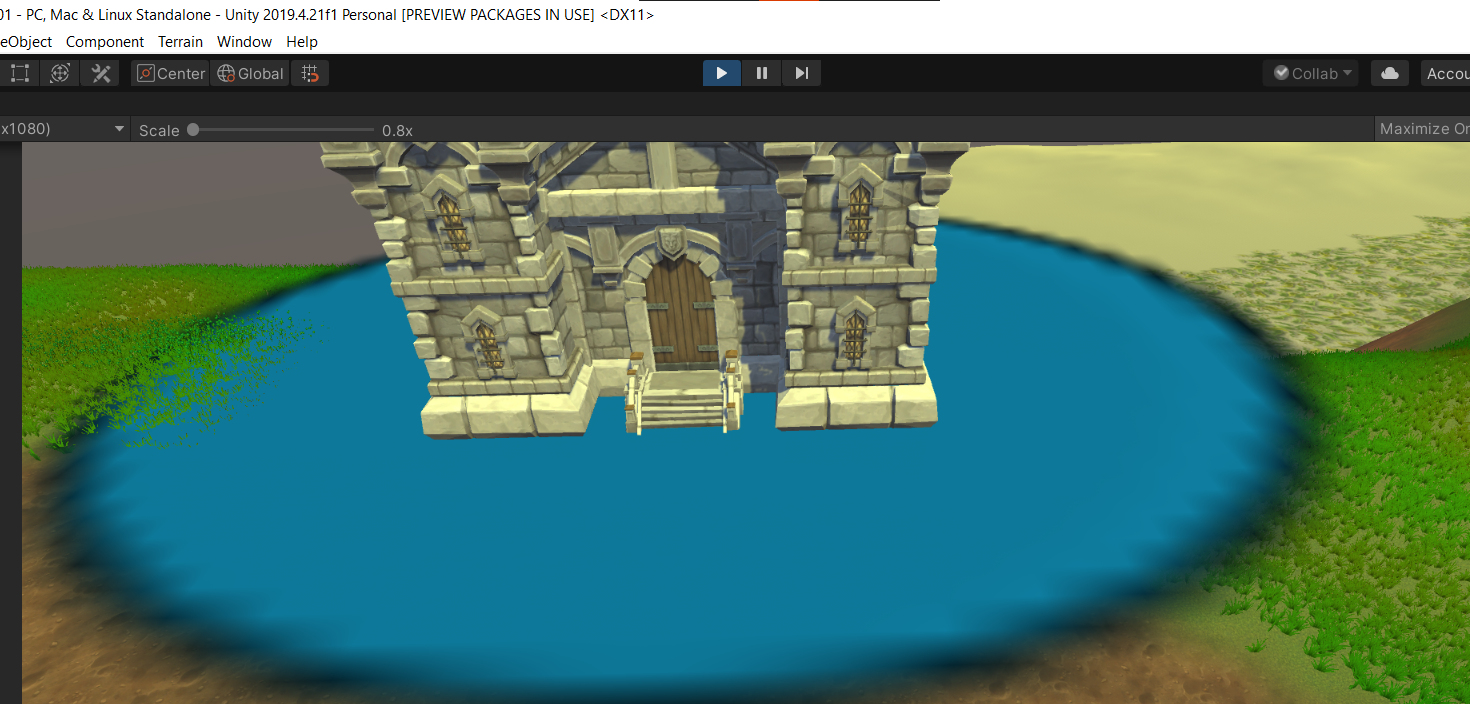 01 - PC, Mac & Linux Standalone - Unity 2019.4.21f1 Personal [PREVIEW PACKAGES IN USE] <DX11>
eObject Component Terrain Window Help
Center Global Collab Accou
x1080) Scale 0.8x Maximize On